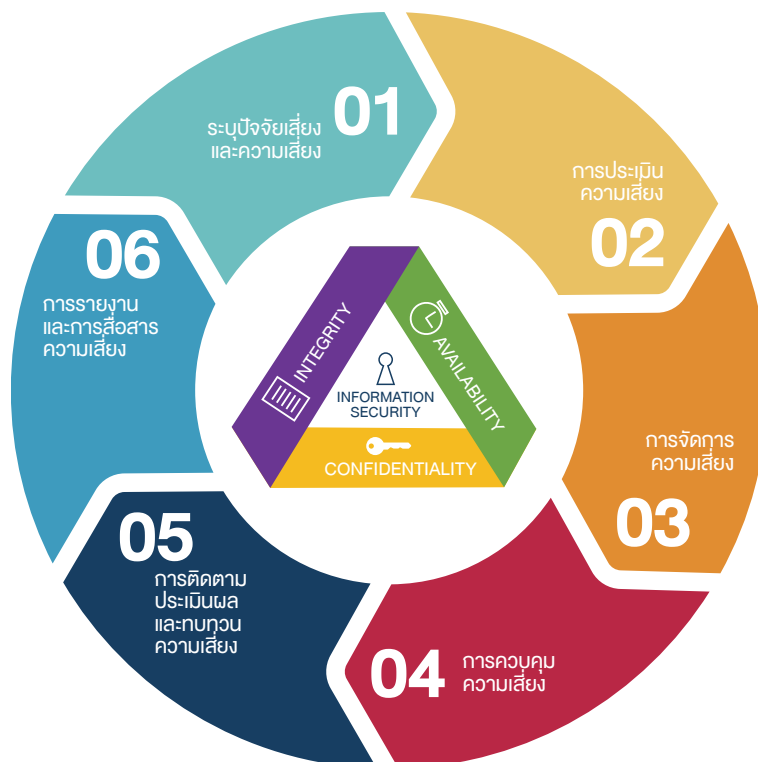 01
ระบุปัจจัยเสี่ยง
และความเสี่ยง
การประเมิน
ความเสี่ยง
02
การจัดการ
ความเสี่ยง
03
04
การควบคุม
ความเสี่ยง
05
การติดตาม
ประเมินผล
และทบทวน
ความเสี่ยง
06
การรายงาน
และการสื่อสาร
ความเสี่ยง
INTEGRITY
AVAILABILITY
INFORMATION
SECURITY
CONFIDENTIALITY